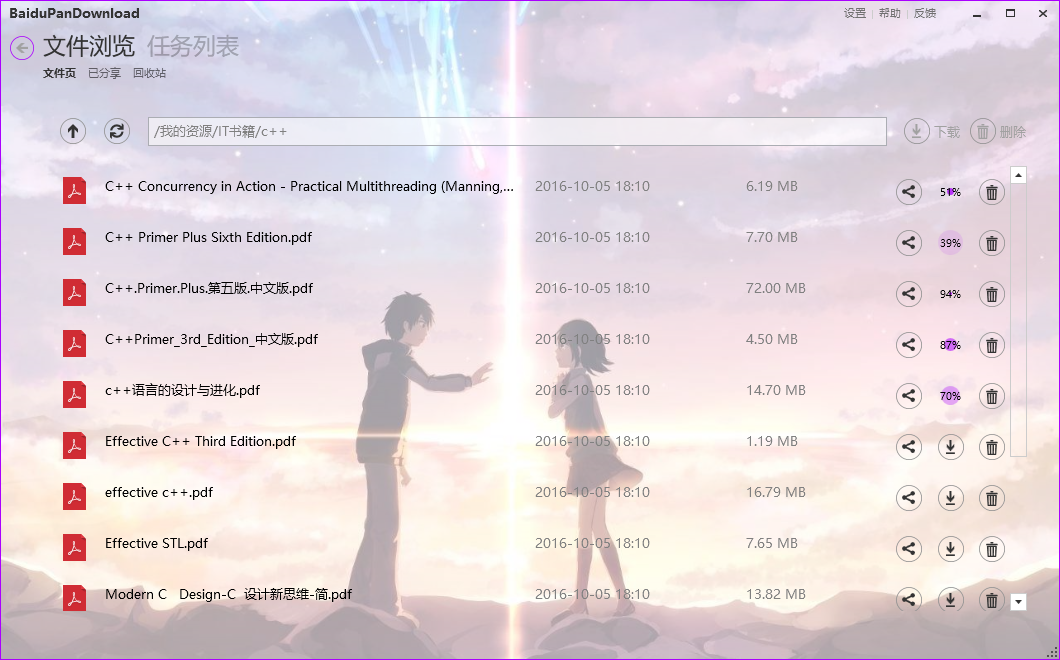 BaiduPanDownload 设置 帮助 反馈
文件浏览 任务列表
文件页 已分享 回收站
/我的资源/IT书籍/c++ 下载 删除
C++ Concurrency in Action - Practical Multithreading (Manning,... 2016-10-05 18:10 6.19 MB 51%
C++ Primer Plus Sixth Edition.pdf 2016-10-05 18:10 7.70 MB 39%
C++.Primer.Plus.第五版.中文版.pdf 2016-10-05 18:10 72.00 MB 94%
C++Primer_3rd_Edition_中文版.pdf 2016-10-05 18:10 4.50 MB 87%
c++语言的设计与进化.pdf 2016-10-05 18:10 14.70 MB 70%
Effective C++ Third Edition.pdf 2016-10-05 18:10 1.19 MB
effective c++.pdf 2016-10-05 18:10 16.79 MB
Effective STL.pdf 2016-10-05 18:10 7.65 MB
Modern C Design-C 设计新思维-简.pdf 2016-10-05 18:10 13.82 MB